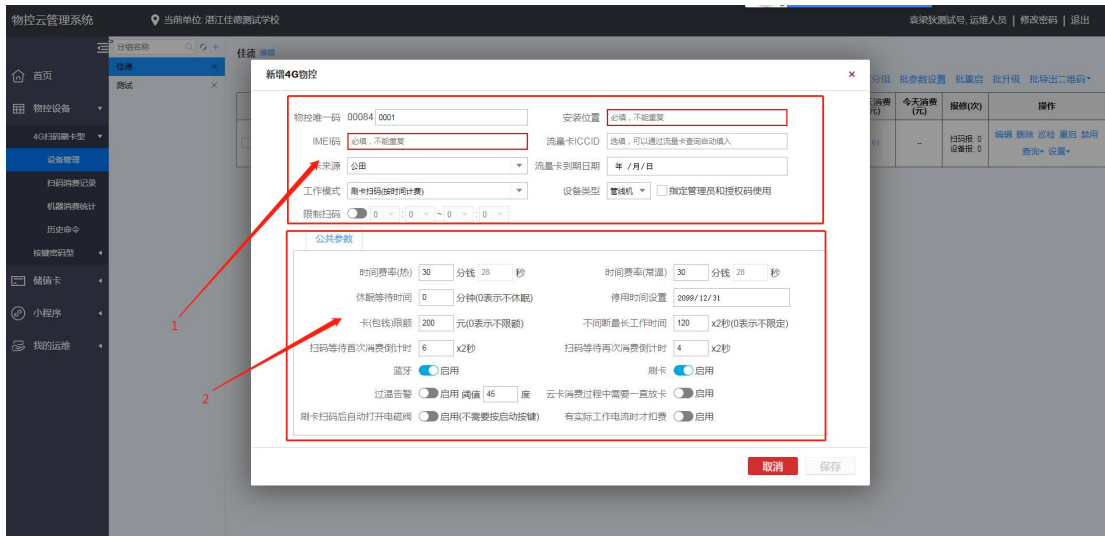 物控云管理系统 当前单位:湛江佳德测试学校 袁梁狄测试号, 运维人员 | 修改密码 | 退出
分组名称
佳德 编辑
首页
佳德
测试
新增4G物控
分组 批参数设置 批重启 批升级 批导出二维码
物控设备
4G扫码刷卡型
设备管理
扫码消费记录
机器消费统计
历史命令
按键密码型
储值卡
小程序
我的运维
今天消费(元) 报修(次) 操作
扫码报: 0
设备报: 0
编辑 删除 巡检 重启 禁用
查询 设置
物控唯一码 00084 0001 安装位置 必填,不能重复
IMEI码 必填,不能重复 流量卡ICCID 选填,可以通过流量卡查询自动填入
卡来源 公田 流量卡到期日期 年 /月/日
工作模式 刷卡扫码(按时间计费) 设备类型 管线机 指定管理员和授权码使用
限制扫码 0 : 0 ~ 0 : 0
公共参数
时间费率(热) 30 分钱 28 秒 时间费率(常温) 30 分钱 28 秒
休眠等待时间 0 分钟(0表示不休眠) 停用时间设置 2099/12/31
卡(包钱)限额 200 元(0表示不限额) 不间断最长工作时间 120 x2秒(0表示不限定)
扫码等待首次消费倒计时 6 x2秒 扫码等待再次消费倒计时 4 x2秒
蓝牙 启用 刷卡 启用
过温告警 启用 阈值 45 度 云卡消费过程中需要一直放卡 启用
刷卡扫码后自动打开电磁阀 启用(不需要按启动按键) 有实际工作电流时才扣费 启用
取消 保存
1
2